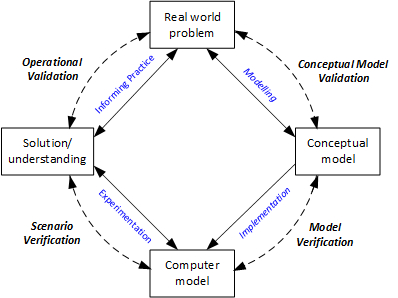 Real world
problem
Operational
Validation
Conceptual Model
Validation
Informing Practice
Modelling
Solution/
understanding
Conceptual
model
Experimentation
Implementation
Scenario
Verification
Model
Verification
Computer
model